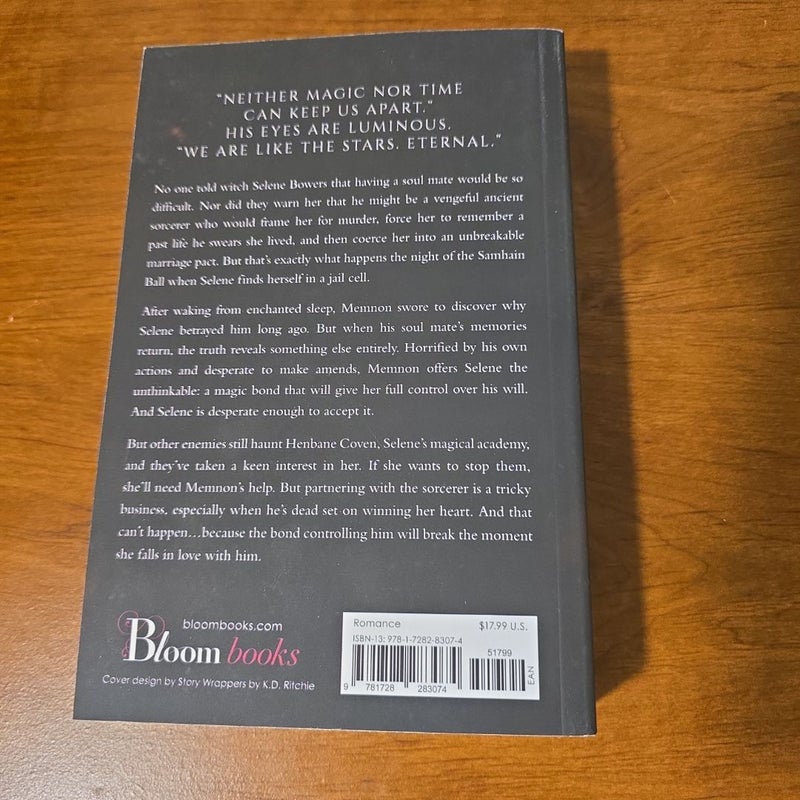 "NEITHER MAGIC NOR TIME
CAN KEEP US APART."
HIS EYES ARE LUMINOUS.
"WE ARE LIKE THE STARS. ETERNAL."
No one told witch Selene Bowers that having a soul mate would be so
difficult. Nor did they warn her that he might be a vengeful ancient
sorcerer who would frame her for murder, force her to remember a
past life he swears she lived, and then coerce her into an unbreakable
marriage pact. But that's exactly what happens the night of the Samhain
Ball when Selene finds herself in a jail cell.
After waking from enchanted sleep, Memnon swore to discover why
Selene betrayed him long ago. But when his soul mate's memories
return, the truth reveals something else entirely. Horrified by his own
actions and desperate to make amends, Memnon offers Selene the
unthinkable: a magic bond that will give her full control over his will.
And Selene is desperate enough to accept it.
But other enemies still haunt Henbane Coven, Selene's magical academy,
and they've taken a keen interest in her. If she wants to stop them,
she'll need Memnon's help. But partnering with the sorcerer is a tricky
business, especially when he's dead set on winning her heart. And that
can't happen...because the bond controlling him will break the moment
she falls in love with him.
bloombooks.com
Bloom books
Cover design by Story Wrappers by K.D. Ritchie
Romance $17.99 U.S.
ISBN-13: 978-1-7282-8307-4
51799
EAN
9 781728 283074